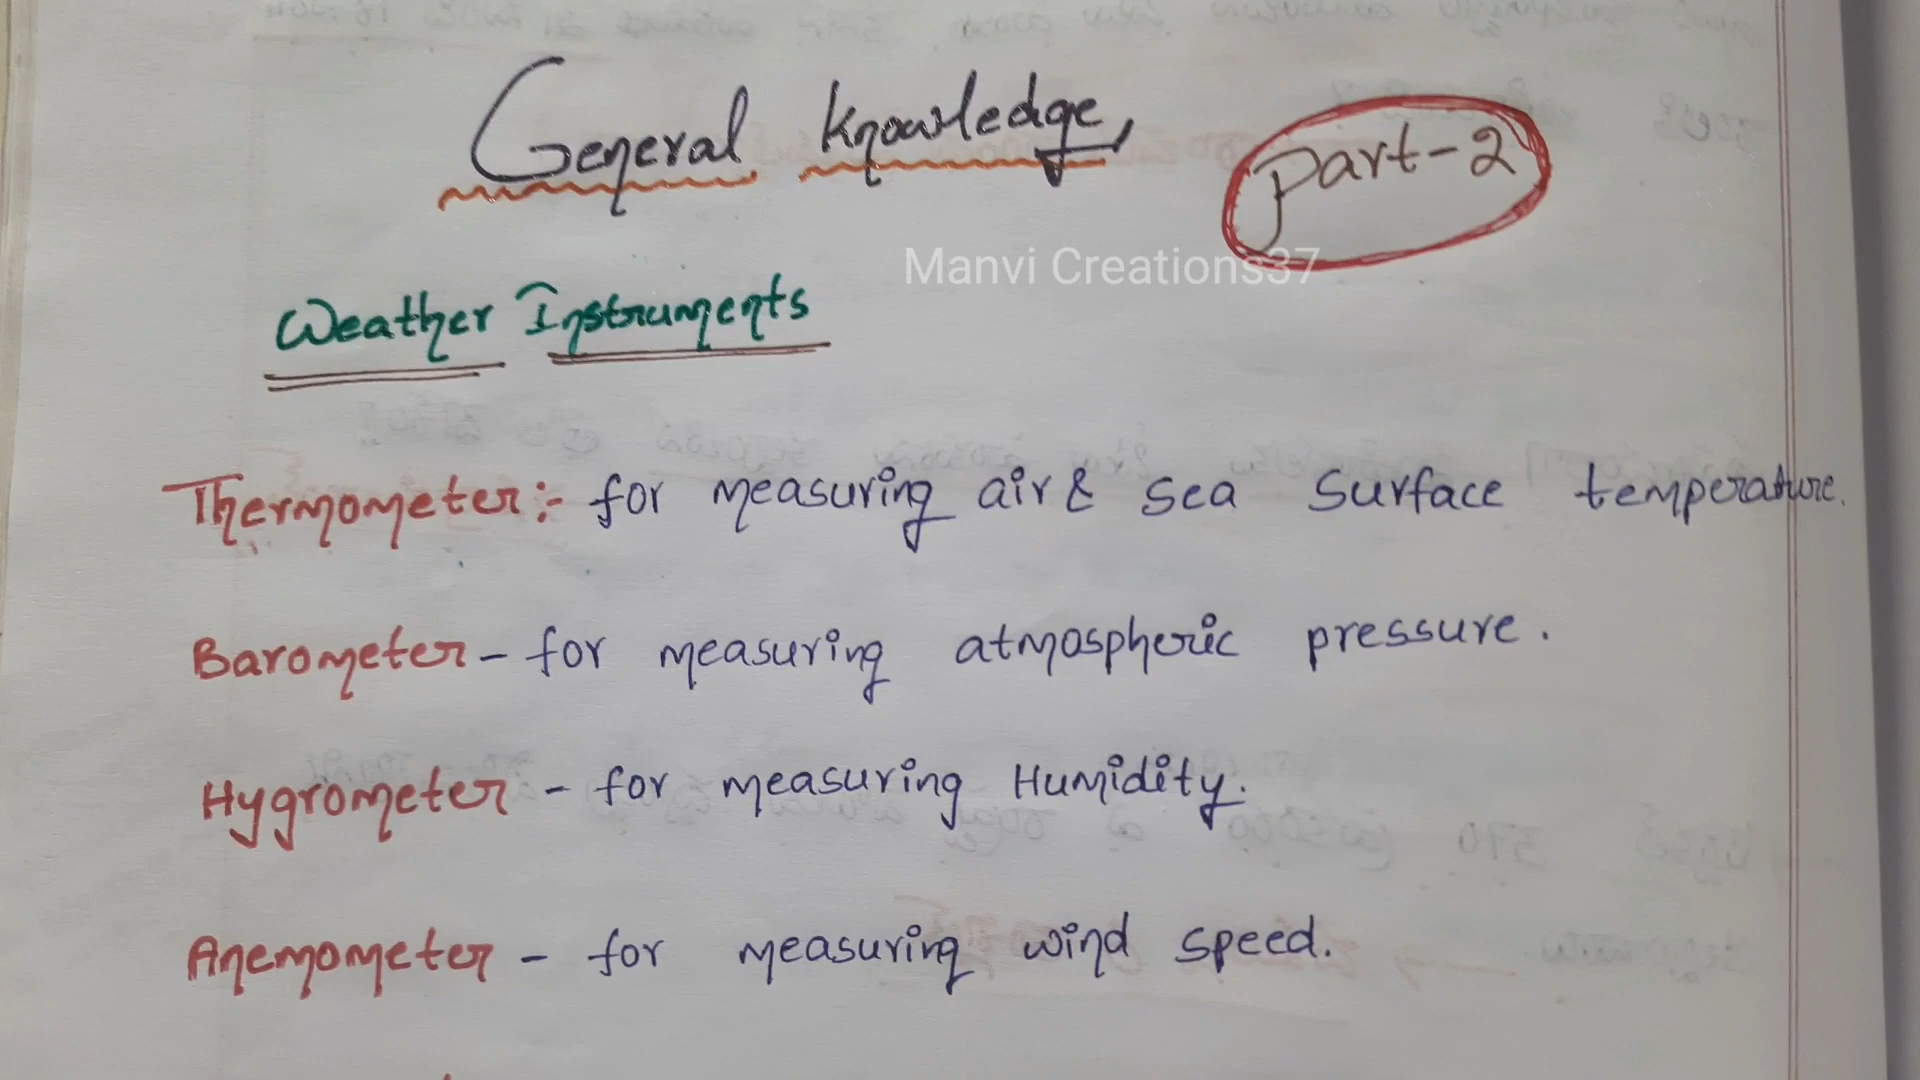 General Knowledge,
Part-2
Manvi Creations37
Weather Instruments
Thermometer:- for measuring air & sea surface temperature.
Barometer - for measuring atmospheric pressure.
Hygrometer - for measuring Humidity.
Anemometer - for measuring wind speed.